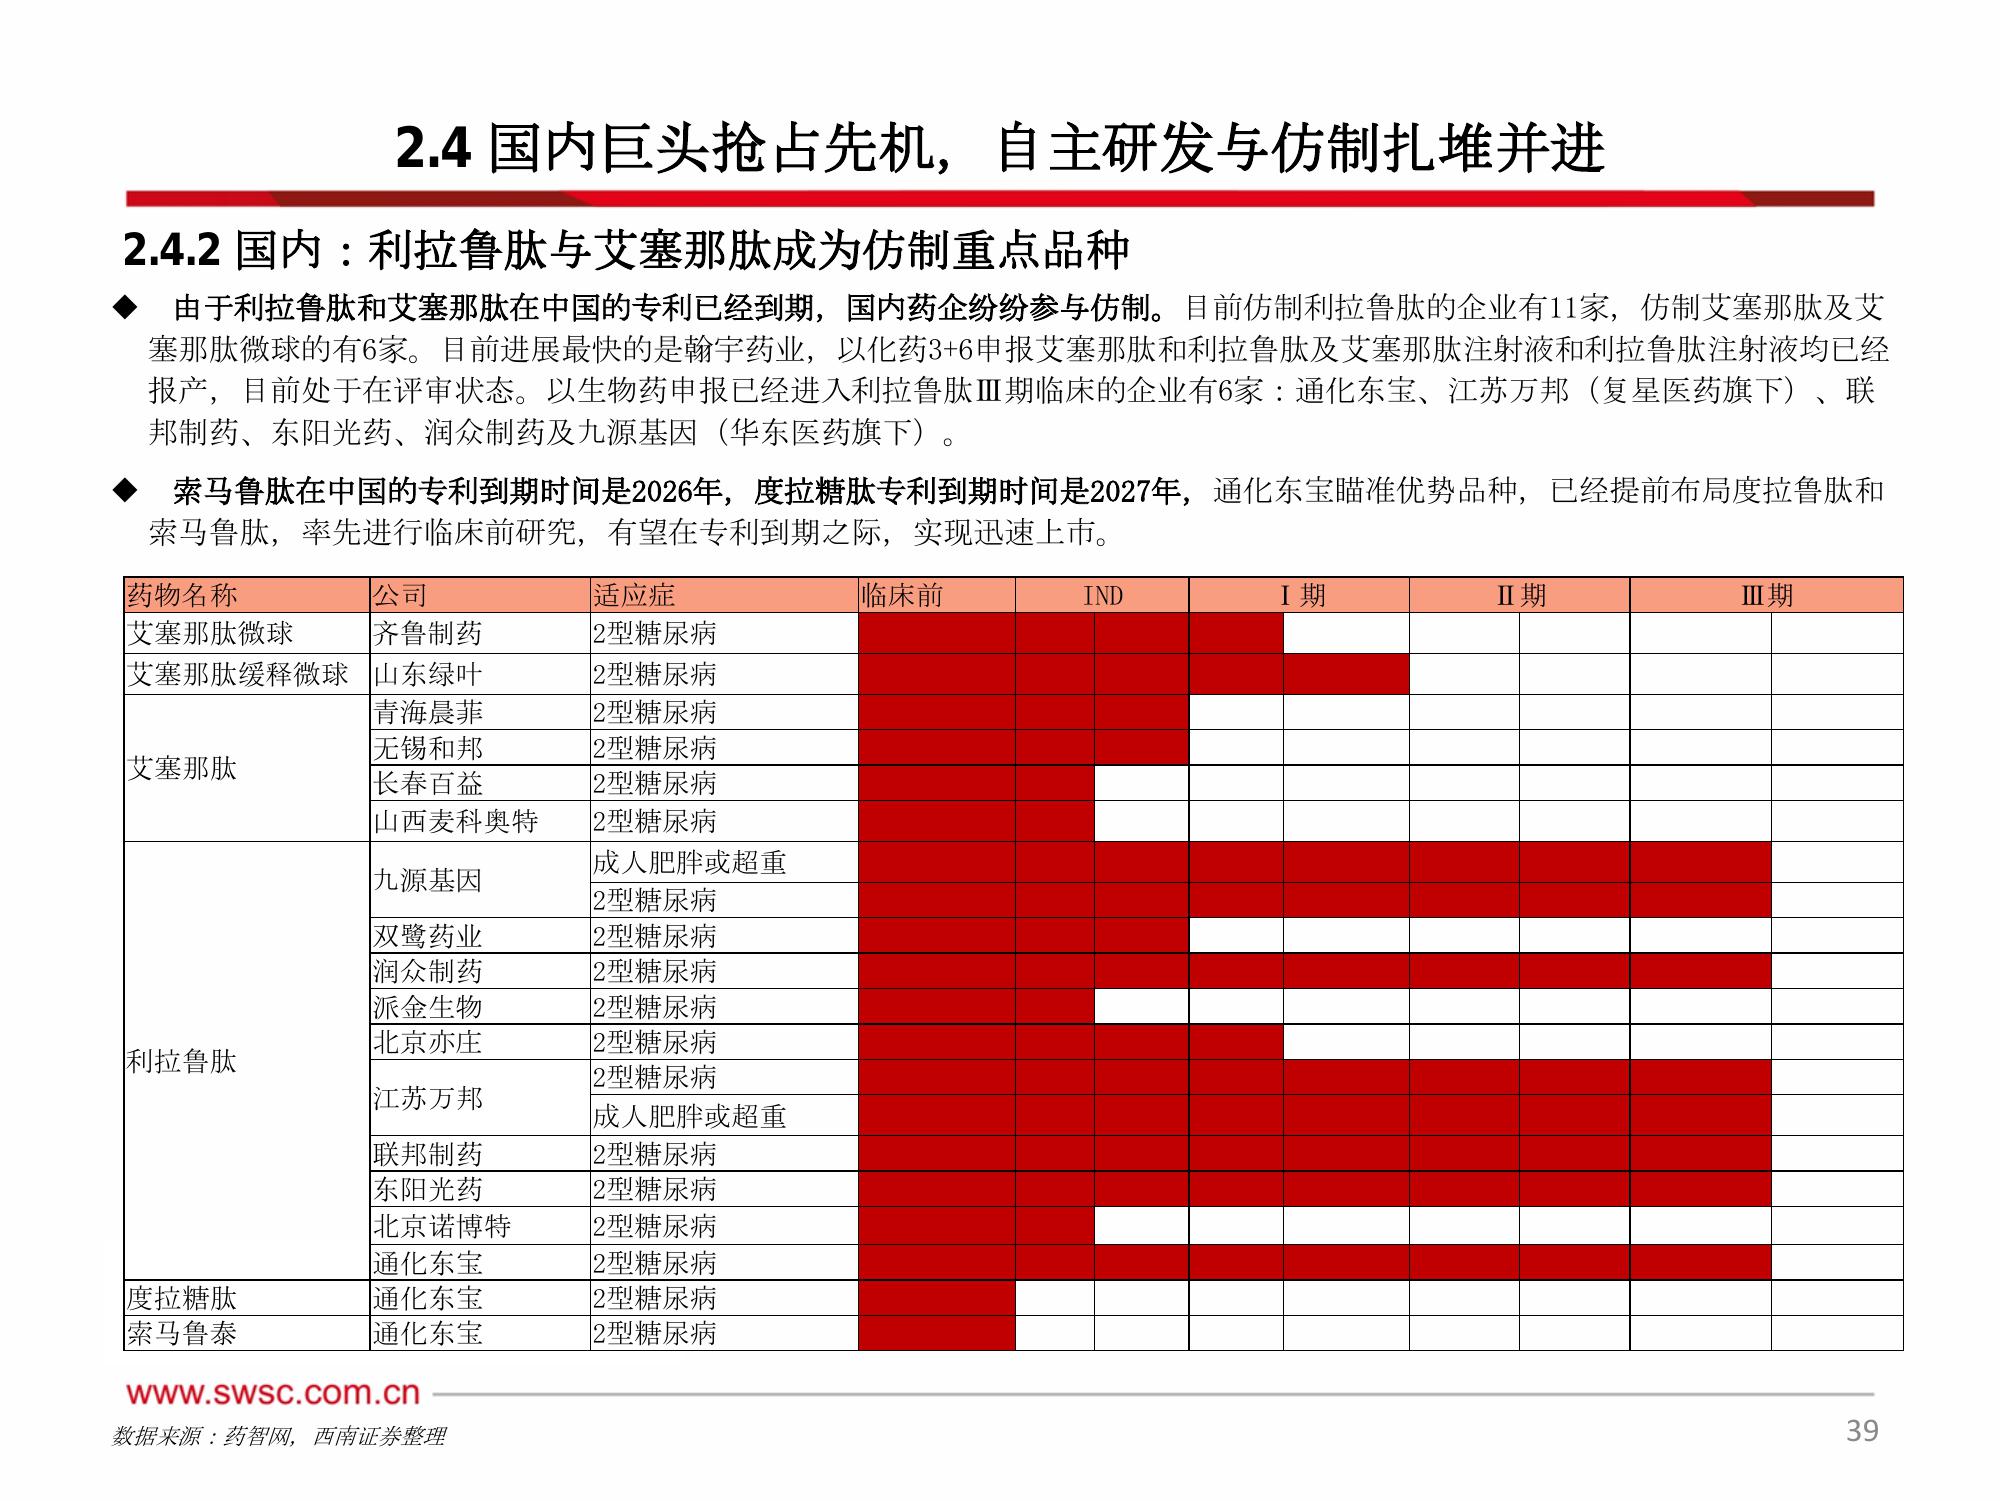 2.4 国内巨头抢占先机，自主研发与仿制扎堆并进
2.4.2 国内：利拉鲁肽与艾塞那肽成为仿制重点品种
◆ 由于利拉鲁肽和艾塞那肽在中国的专利已经到期，国内药企纷纷参与仿制。目前仿制利拉鲁肽的企业有11家，仿制艾塞那肽及艾
塞那肽微球的有6家。目前进展最快的是翰宇药业，以化药3+6申报艾塞那肽和利拉鲁肽及艾塞那肽注射液和利拉鲁肽注射液均已经
报产，目前处于在评审状态。以生物药申报已经进入利拉鲁肽Ⅲ期临床的企业有6家：通化东宝、江苏万邦（复星医药旗下）、联
邦制药、东阳光药、润众制药及九源基因（华东医药旗下）。
◆ 索马鲁肽在中国的专利到期时间是2026年，度拉糖肽专利到期时间是2027年，通化东宝瞄准优势品种，已经提前布局度拉鲁肽和
索马鲁肽，率先进行临床前研究，有望在专利到期之际，实现迅速上市。
药物名称 公司 适应症 临床前 IND Ⅰ期 Ⅱ期 Ⅲ期
艾塞那肽微球 齐鲁制药 2型糖尿病
艾塞那肽缓释微球 山东绿叶 2型糖尿病
艾塞那肽 青海晨菲 2型糖尿病
无锡和邦 2型糖尿病
长春百益 2型糖尿病
山西麦科奥特 2型糖尿病
利拉鲁肽 九源基因 成人肥胖或超重
2型糖尿病
双鹭药业 2型糖尿病
润众制药 2型糖尿病
派金生物 2型糖尿病
北京亦庄 2型糖尿病
江苏万邦 2型糖尿病
成人肥胖或超重
联邦制药 2型糖尿病
东阳光药 2型糖尿病
北京诺博特 2型糖尿病
通化东宝 2型糖尿病
度拉糖肽 通化东宝 2型糖尿病
索马鲁泰 通化东宝 2型糖尿病
www.swsc.com.cn
数据来源：药智网，西南证券整理
39